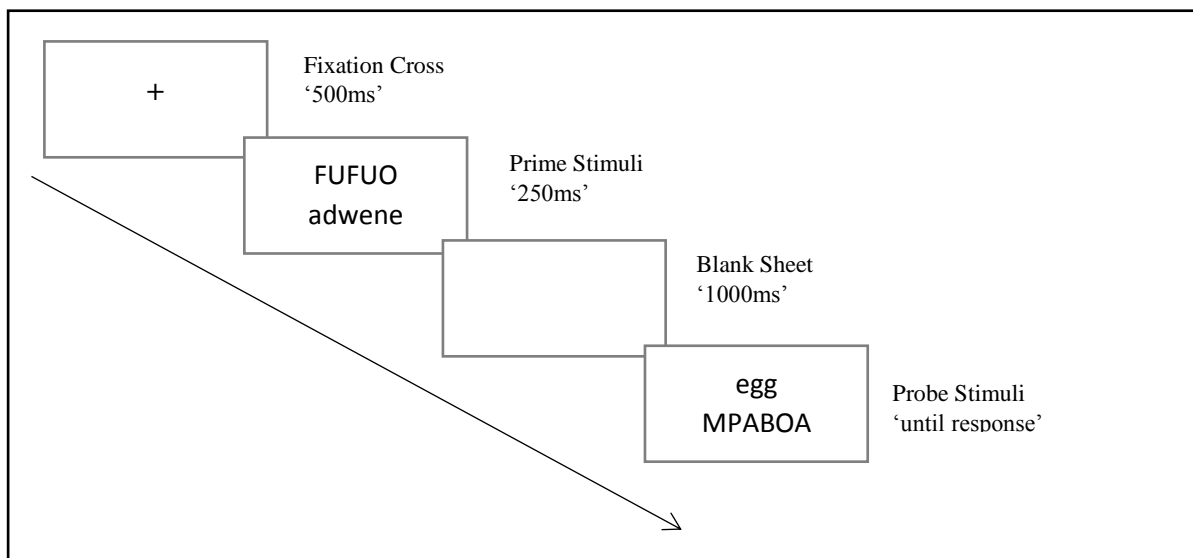 +
Fixation Cross
‘500ms’
FUFUO
adwene
Prime Stimuli
‘250ms’
Blank Sheet
‘1000ms’
egg
MPABOA
Probe Stimuli
‘until response’